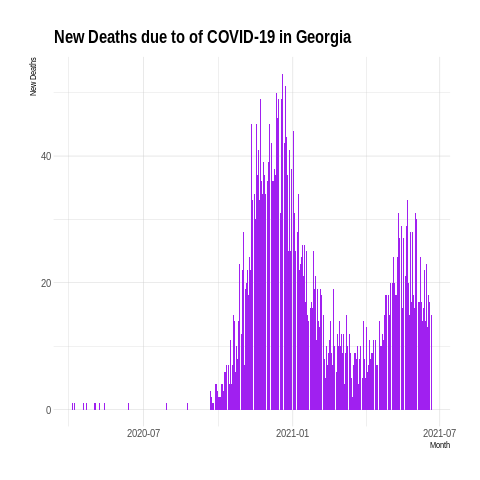 New Deaths due to of COVID-19 in Georgia
New Deaths
40
20
0
2020-07
2021-01
2021-07
Month